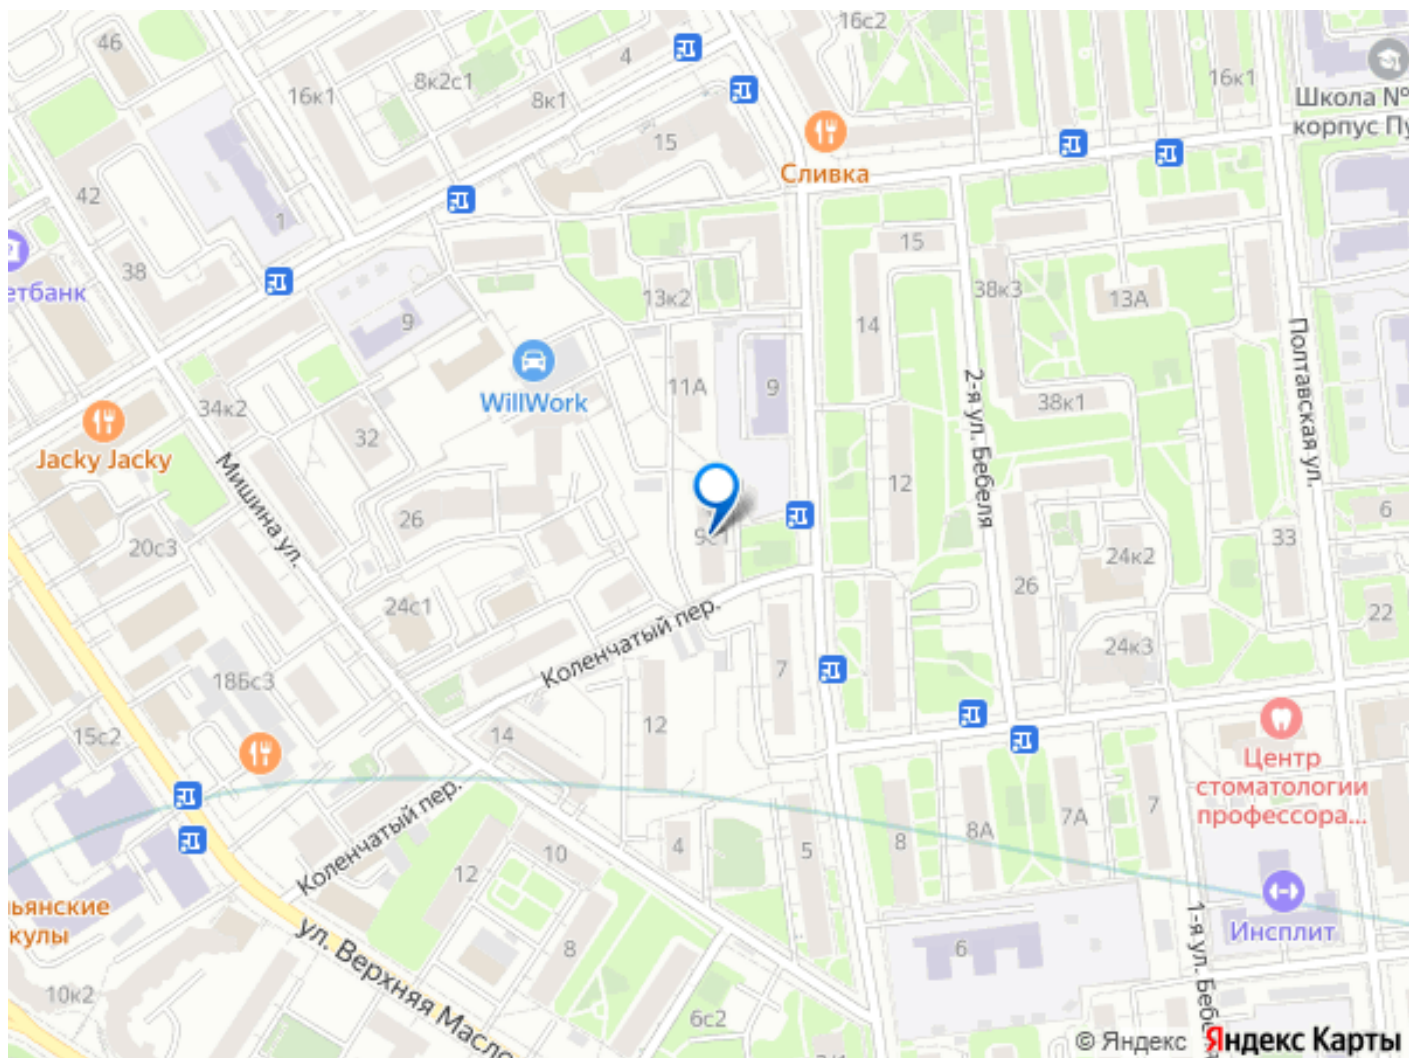 46
16с2
4
8к2с1
16к1
8к1
16к1
Школа №
корпус Пу
15
Сливка
42
1
15
38
етбанк
13к2
38к3
13А
9
14
Полтавская ул.
WillWork
11А
9
2-я ул. Бебеля
34к2
38к1
32
Jacky Jacky
Мишина ул.
12
26
6
20с3
9с1
24к2
33
24с1
26
Коленчатый пер.
22
24к3
18Бс3
7
15с2
14
12
Центр
стоматологии
профессора...
Коленчатый пер.
7А
7
8А
4
10
5
8
12
ьянские
кулы
ул. Верхняя Масло
1-я ул. Бебе
Инсплит
8
6
10к2
6с2
© Яндекс Яндекс Карты